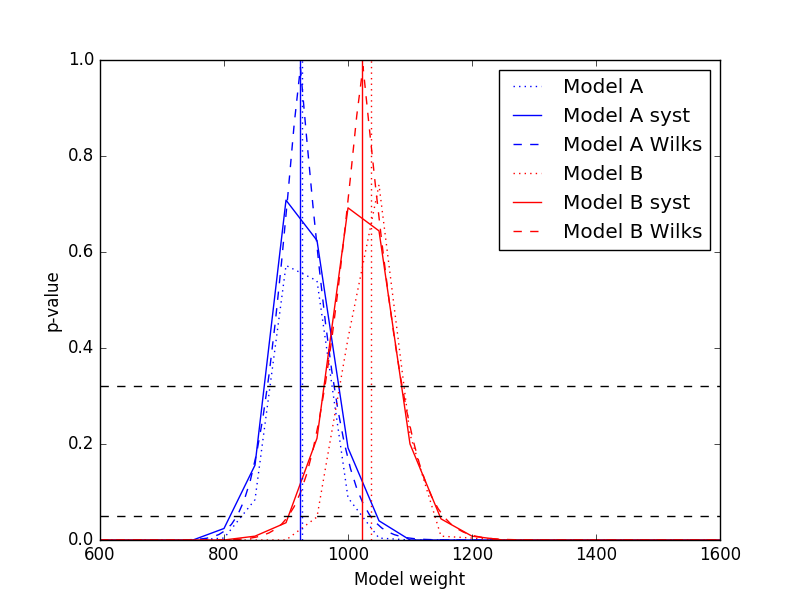 1.0
0.8
0.6
0.4
0.2
0.0
p-value
600
800
1000
1200
1400
1600
Model weight
Model A
Model A syst
Model A Wilks
Model B
Model B syst
Model B Wilks